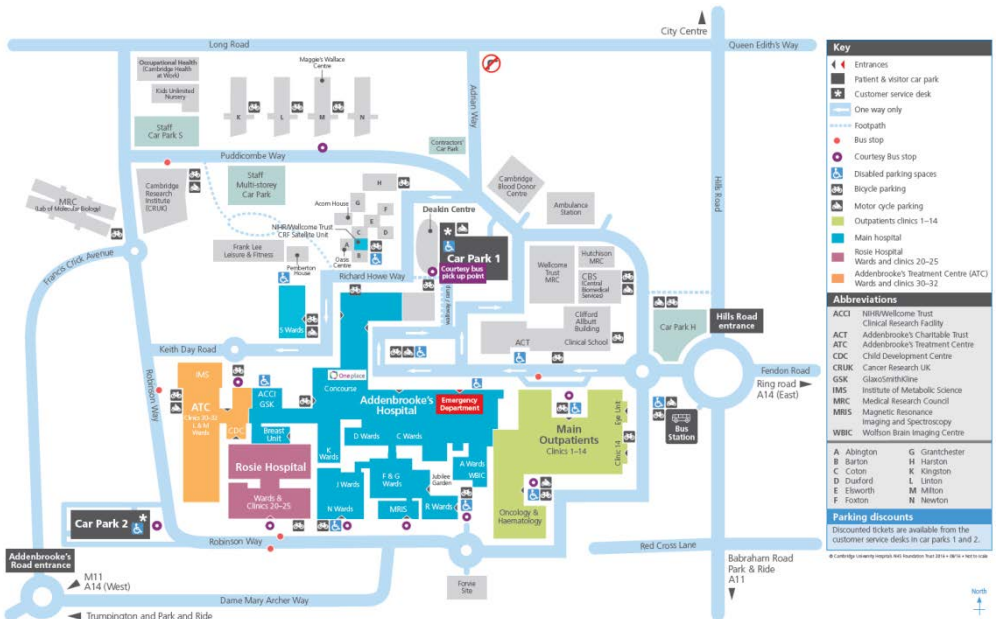 City Centre
Long Road
Queen Edith's Way
Occupational Health
(Cambridge Health
at Work)
Kids Unlimited
Nursery
Staff
Car Park S
Maggie's Wallace
Centre
K
L
M
N
Adrian Way
Contractors'
Car Park
Puddicombe Way
MRC
(Lab of Molecular Biology)
Cambridge
Research
Institute
(CRUK)
Staff
Multi-storey
Car Park
Acorn House
H
G
F
E
C
D
A
B
NIHR/Wellcome Trust
CRF Satellite Unit
Oasis
Centre
Deakin Centre
Cambridge
Blood Donor
Centre
Ambulance
Station
Hills Road
Francis Crick Avenue
Frank Lee
Leisure & Fitness
Pemberton
House
Car Park 1
Courtesy bus
pick up point
Richard Howe Way
Wellcome
Trust
MRC
Hutchison
MRC
CBS
(Central
Biomedical
Services)
Clifford
Allbutt
Building
ACT
Clinical School
Car Park H
Hills Road
entrance
S Wards
Keith Day Road
Fendon Road
Ring road
A14 (East)
Robinson Way
IMS
ATC
Clinics 30-32
L & M
Wards
CDC
ACCI
GSK
Breast
Unit
One place
Concourse
Addenbrooke's
Hospital
Emergency
Department
Main
Outpatients
Clinics 1–14
Eye Unit
Clinic 14
Bus
Station
D Wards
C Wards
K
Wards
Rosie Hospital
Wards &
Clinics 20–25
J Wards
F & G
Wards
Jubilee
Garden
A Wards
WBIC
N Wards
MRIS
R Wards
Oncology &
Haematology
Car Park 2
Robinson Way
Red Cross Lane
Addenbrooke's
Road entrance
M11
A14 (West)
Forvie
Site
Babraham Road
Park & Ride
A11
Dame Mary Archer Way
Trumpington and Park and Ride
Key
Entrances
Patient & visitor car park
Customer service desk
One way only
Footpath
Bus stop
Courtesy Bus stop
Disabled parking spaces
Bicycle parking
Motor cycle parking
Outpatients clinics 1–14
Main hospital
Rosie Hospital
Wards and clinics 20–25
Addenbrooke's Treatment Centre (ATC)
Wards and clinics 30–32
Abbreviations
ACCI NIHR/Wellcome Trust
Clinical Research Facility
ACT Addenbrooke's Charitable Trust
ATC Addenbrooke's Treatment Centre
CDC Child Development Centre
CRUK Cancer Research UK
GSK GlaxoSmithKline
IMS Institute of Metabolic Science
MRC Medical Research Council
MRIS Magnetic Resonance
Imaging and Spectroscopy
WBIC Wolfson Brain Imaging Centre
A Abington G Grantchester
B Barton H Harston
C Coton K Kingston
D Duxford L Linton
E Elsworth M Milton
F Foxton N Newton
Parking discounts
Discounted tickets are available from the
customer service desks in car parks 1 and 2.
North